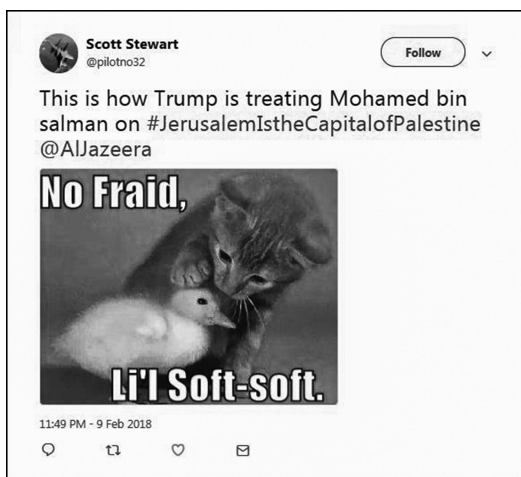 Scott Stewart
@pilotno32
Follow
This is how Trump is treating Mohamed bin
salman on #JerusalemIstheCapitalofPalestine
@AlJazeera
No Fraid,
Li'l Soft-soft.
11:49 PM - 9 Feb 2018